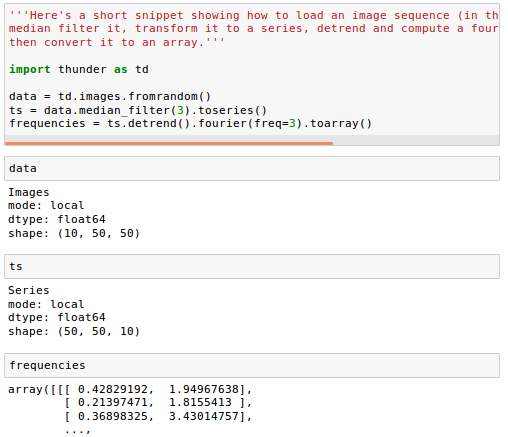 '''Here's a short snippet showing how to load an image sequence (in th
median filter it, transform it to a series, detrend and compute a four
then convert it to an array.'''
import thunder as td
data = td.images.fromrandom()
ts = data.median_filter(3).toseries()
frequencies = ts.detrend().fourier(freq=3).toarray()
data
Images
mode: local
dtype: float64
shape: (10, 50, 50)
ts
Series
mode: local
dtype: float64
shape: (50, 50, 10)
frequencies
array([[[ 0.42829192,  1.94967638],
        [ 0.21397471,  1.8155413 ],
        [ 0.36898325,  3.43014757],
        ...,